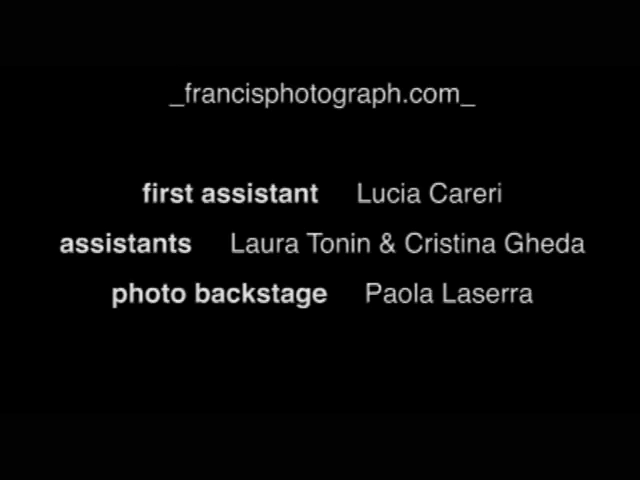 _francisphotograph.com_
first assistant Lucia Careri
assistants Laura Tonin & Cristina Gheda
photo backstage Paola Laserra